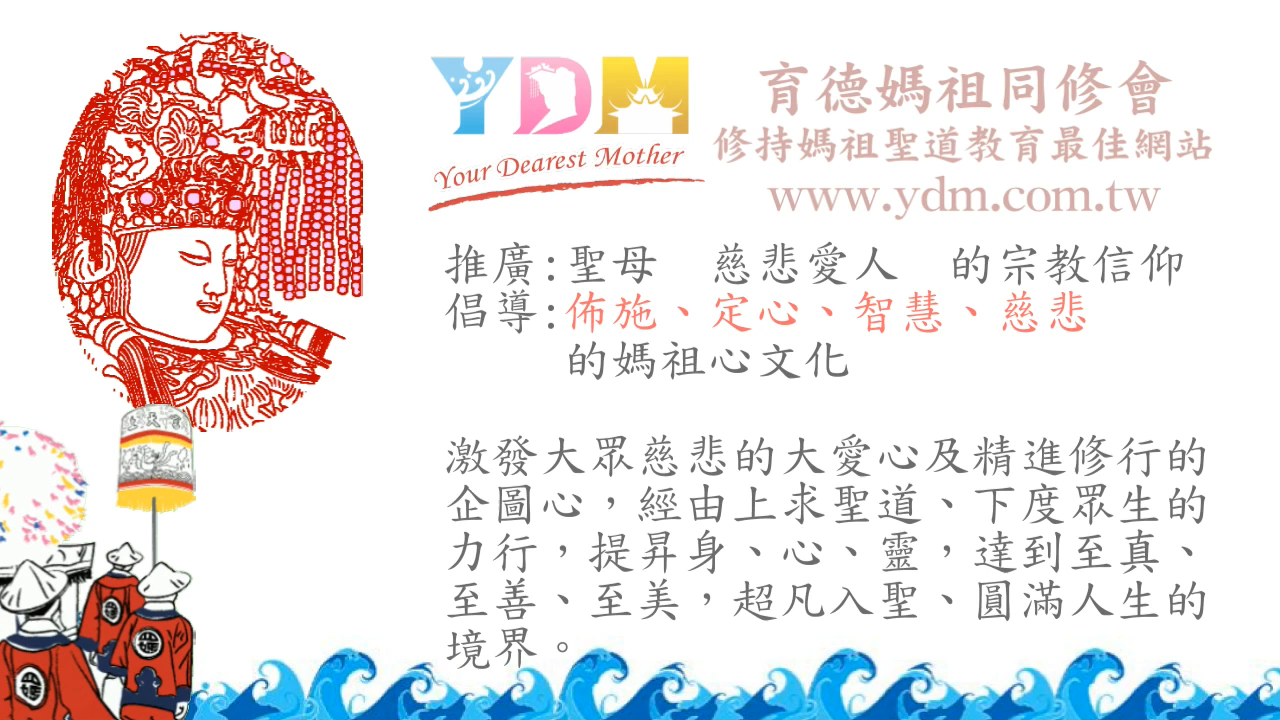 YDM
Your Dearest Mother
育德媽祖同修會
修持媽祖聖道教育最佳網站
www.ydm.com.tw
推廣:聖母　慈悲愛人　的宗教信仰
倡導:佈施、定心、智慧、慈悲
的媽祖心文化
激發大眾慈悲的大愛心及精進修行的
企圖心，經由上求聖道、下度眾生的
力行，提昇身、心、靈，達到至真、
至善、至美，超凡入聖、圓滿人生的
境界。